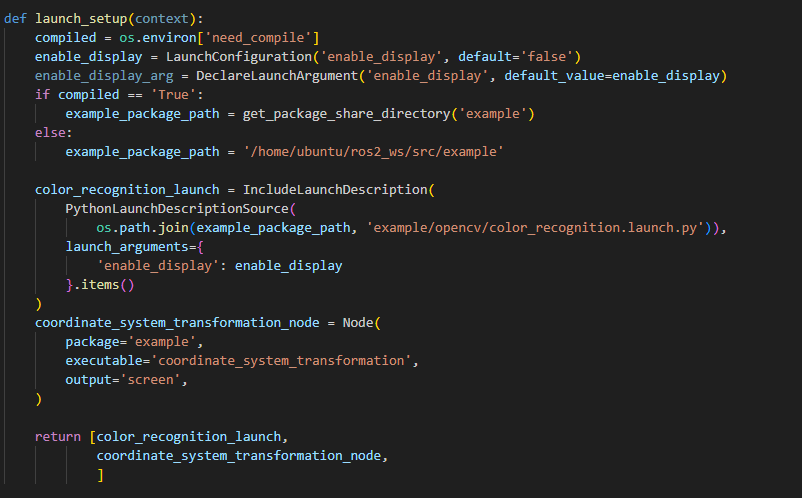 def launch_setup(context):
    compiled = os.environ['need_compile']
    enable_display = LaunchConfiguration('enable_display', default='false')
    enable_display_arg = DeclareLaunchArgument('enable_display', default_value=enable_display)
    if compiled == 'True':
        example_package_path = get_package_share_directory('example')
    else:
        example_package_path = '/home/ubuntu/ros2_ws/src/example'

    color_recognition_launch = IncludeLaunchDescription(
        PythonLaunchDescriptionSource(
            os.path.join(example_package_path, 'example/opencv/color_recognition.launch.py')),
        launch_arguments={
            'enable_display': enable_display
        }.items()
    )
    coordinate_system_transformation_node = Node(
        package='example',
        executable='coordinate_system_transformation',
        output='screen',
    )

    return [color_recognition_launch,
            coordinate_system_transformation_node,
            ]